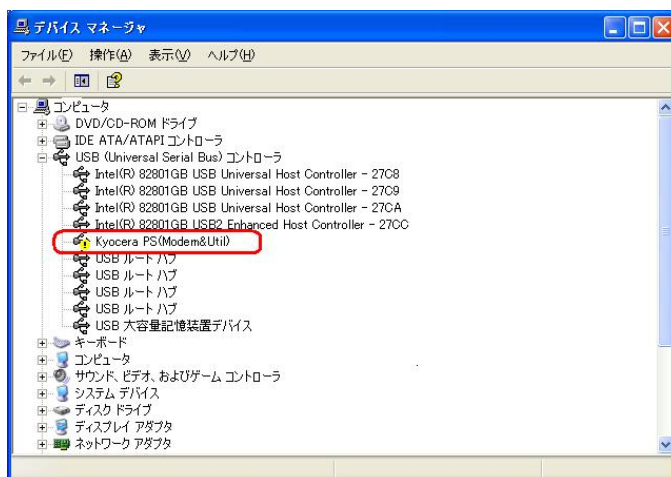 デバイス マネージャ
ファイル(F) 操作(A) 表示(V) ヘルプ(H)
コンピュータ
DVD/CD-ROM ドライブ
IDE ATA/ATAPI コントローラ
USB (Universal Serial Bus) コントローラ
Intel(R) 82801GB USB Universal Host Controller - 27C8
Intel(R) 82801GB USB Universal Host Controller - 27C9
Intel(R) 82801GB USB Universal Host Controller - 27CA
Intel(R) 82801GB USB2 Enhanced Host Controller - 27CC
Kyocera PS(Modem&Util)
USB ルート ハブ
USB ルート ハブ
USB ルート ハブ
USB ルート ハブ
USB 大容量記憶装置デバイス
キーボード
コンピュータ
サウンド、ビデオ、およびゲーム コントローラ
システム デバイス
ディスク ドライブ
ディスプレイ アダプタ
ネットワーク アダプタ